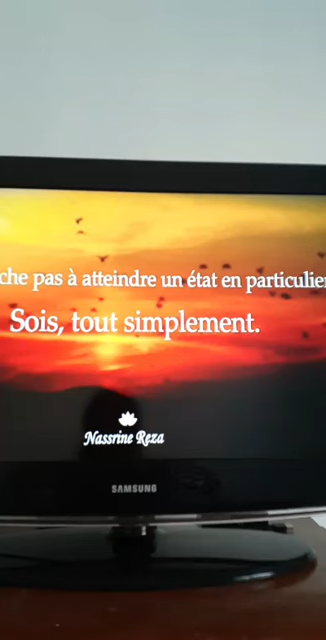 che pas à atteindre un état en particulier
Sois, tout simplement.
Nassrine Reza
SAMSUNG